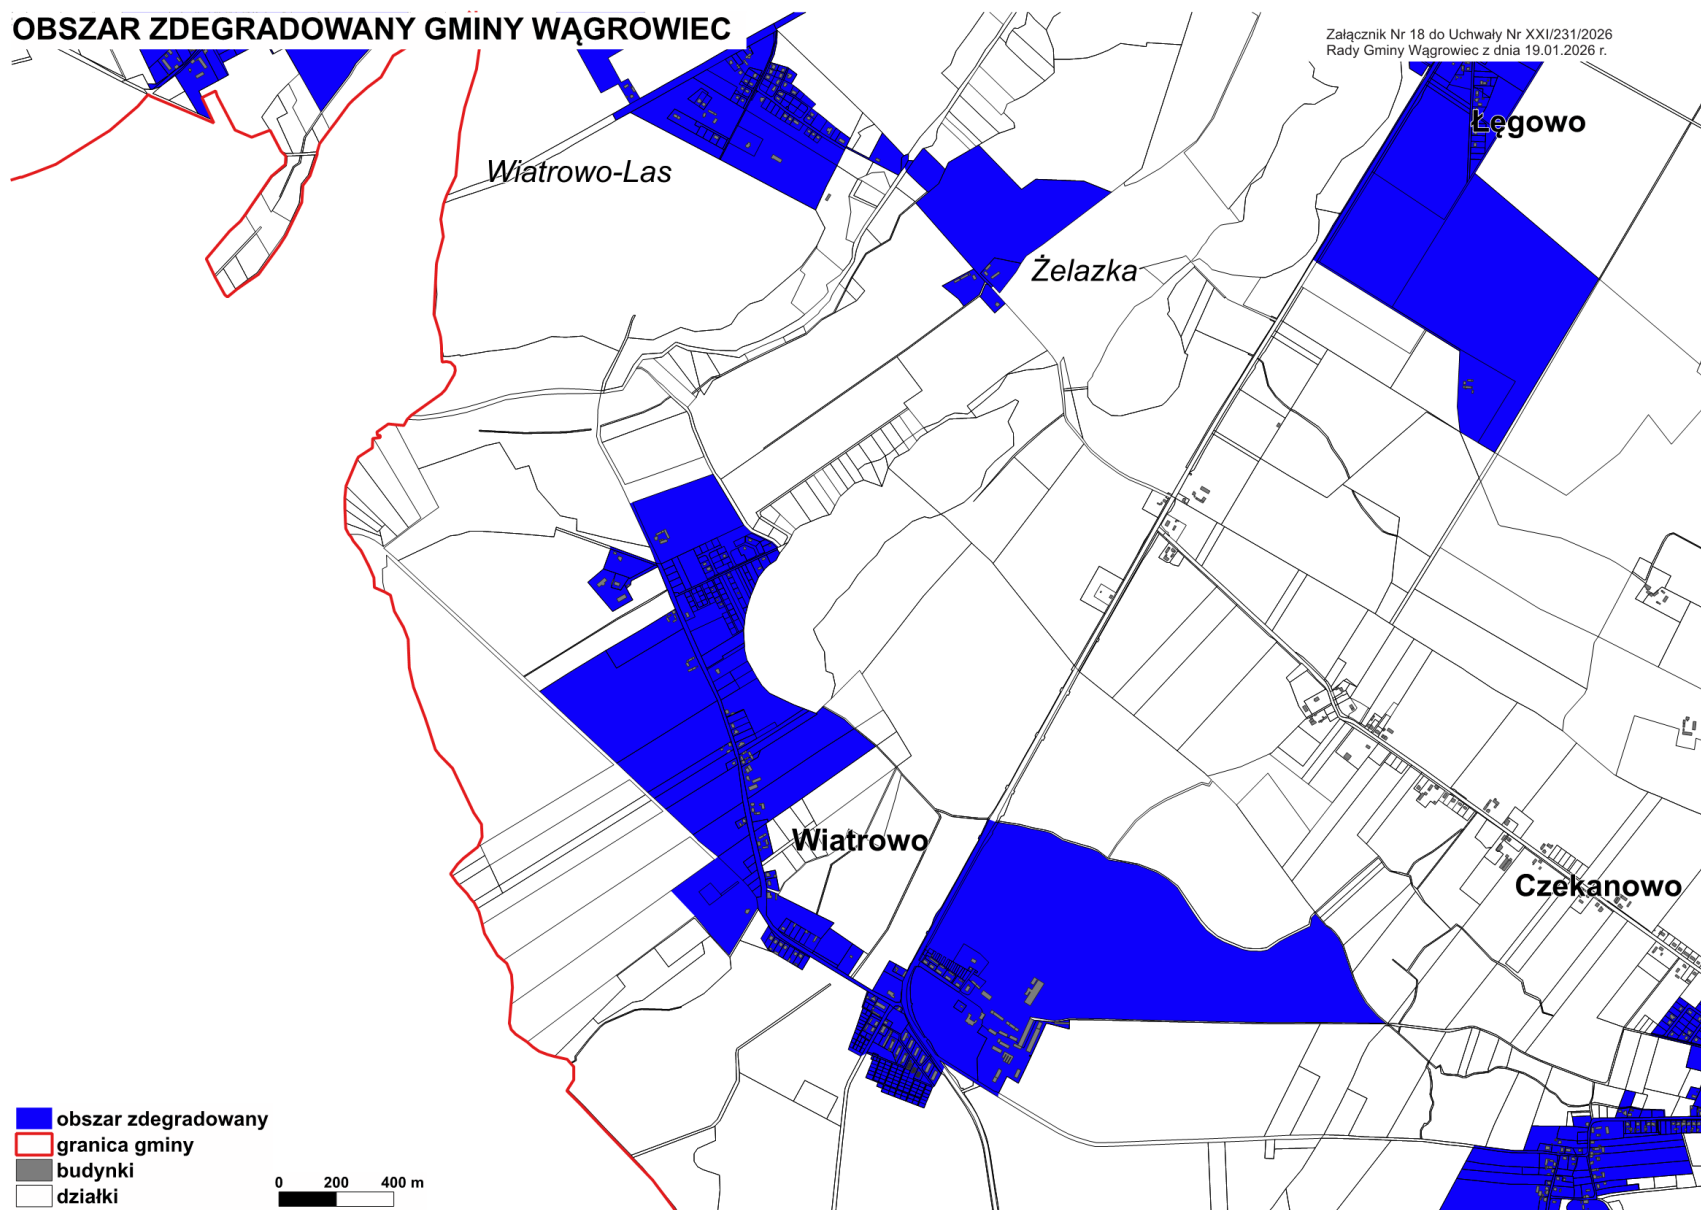 OBSZAR ZDEGRADOWANY GMINY WĄGROWIEC
Załącznik Nr 18 do Uchwały Nr XXI/231/2026
Rady Gminy Wągrowiec z dnia 19.01.2026 r.
Łęgowo
Wiatrowo-Las
Żelazka
Wiatrowo
Czekanowo
obszar zdegradowany
granica gminy
budynki
działki
0 200 400 m